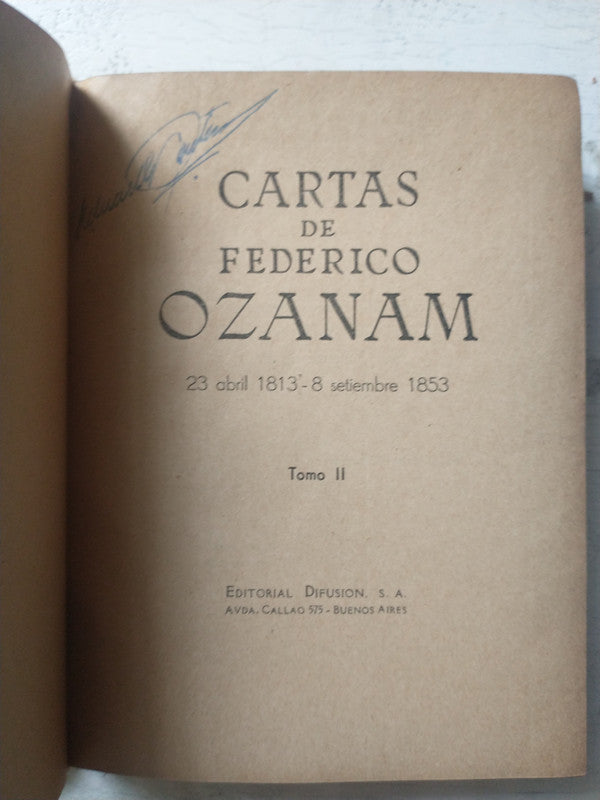 CARTAS
DE
FEDERICO
OZANAM
23 abril 1813 - 8 setiembre 1853
Tomo II
EDITORIAL DIFUSION, S. A.
AVDA. CALLAO 575 - BUENOS AIRES